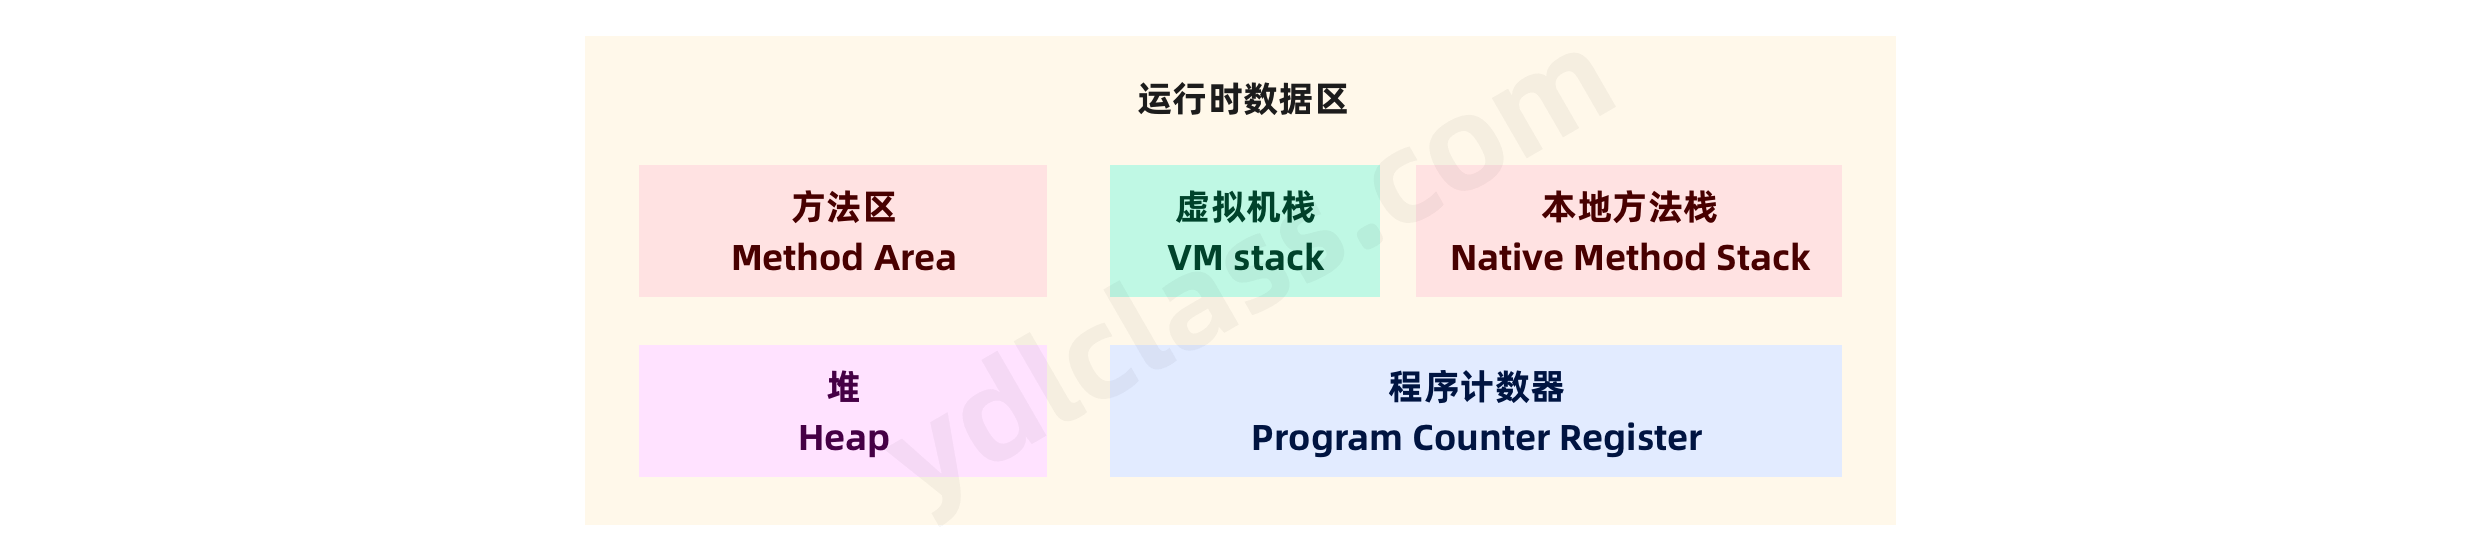 运行时数据区
方法区
Method Area
虚拟机栈
VM stack
本地方法栈
Native Method Stack
堆
Heap
程序计数器
Program Counter Register
ydlclass.com